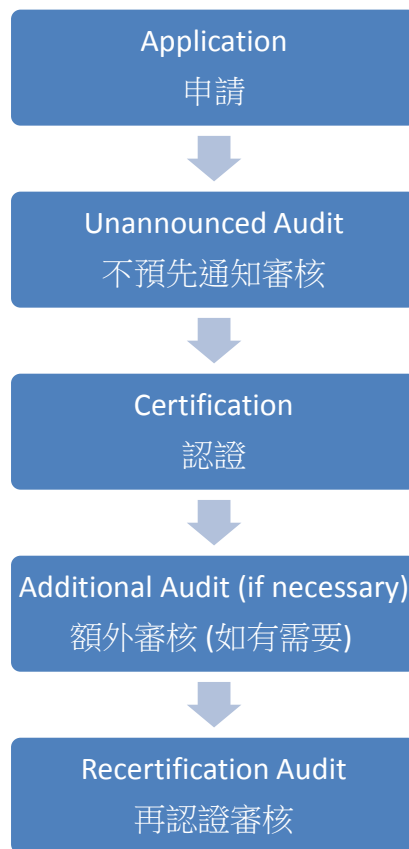 Application
申請
Unannounced Audit
不預先通知審核
Certification
認證
Additional Audit (if necessary)
額外審核 (如有需要)
Recertification Audit
再認證審核